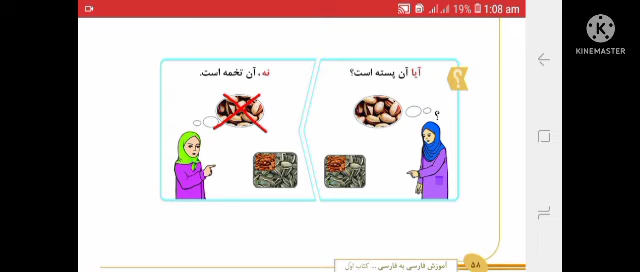 19% 1:08 am
KINEMASTER
آیا آن پسته است؟
نه، آن تخمه است.
؟
؟
۵۸
آموزش فارسی به فارسی ... کتاب اوّل